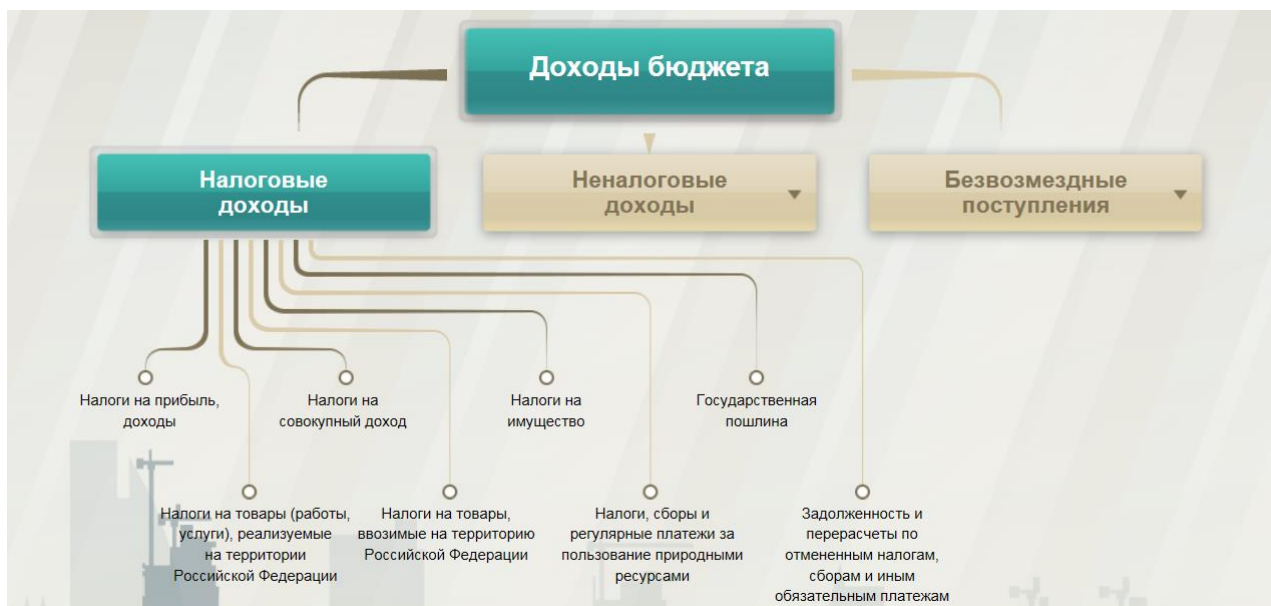 Доходы бюджета
Налоговые
доходы
Неналоговые
доходы
Безвозмездные
поступления
Налоги на прибыль,
доходы
Налоги на
совокупный доход
Налоги на
имущество
Государственная
пошлина
Налоги на товары (работы,
услуги), реализуемые
на территории
Российской Федерации
Налоги на товары,
ввозимые на территорию
Российской Федерации
Налоги, сборы и
регулярные платежи за
пользование природными
ресурсами
Задолженность и
перерасчеты по
отмененным налогам,
сборам и иным
обязательным платежам